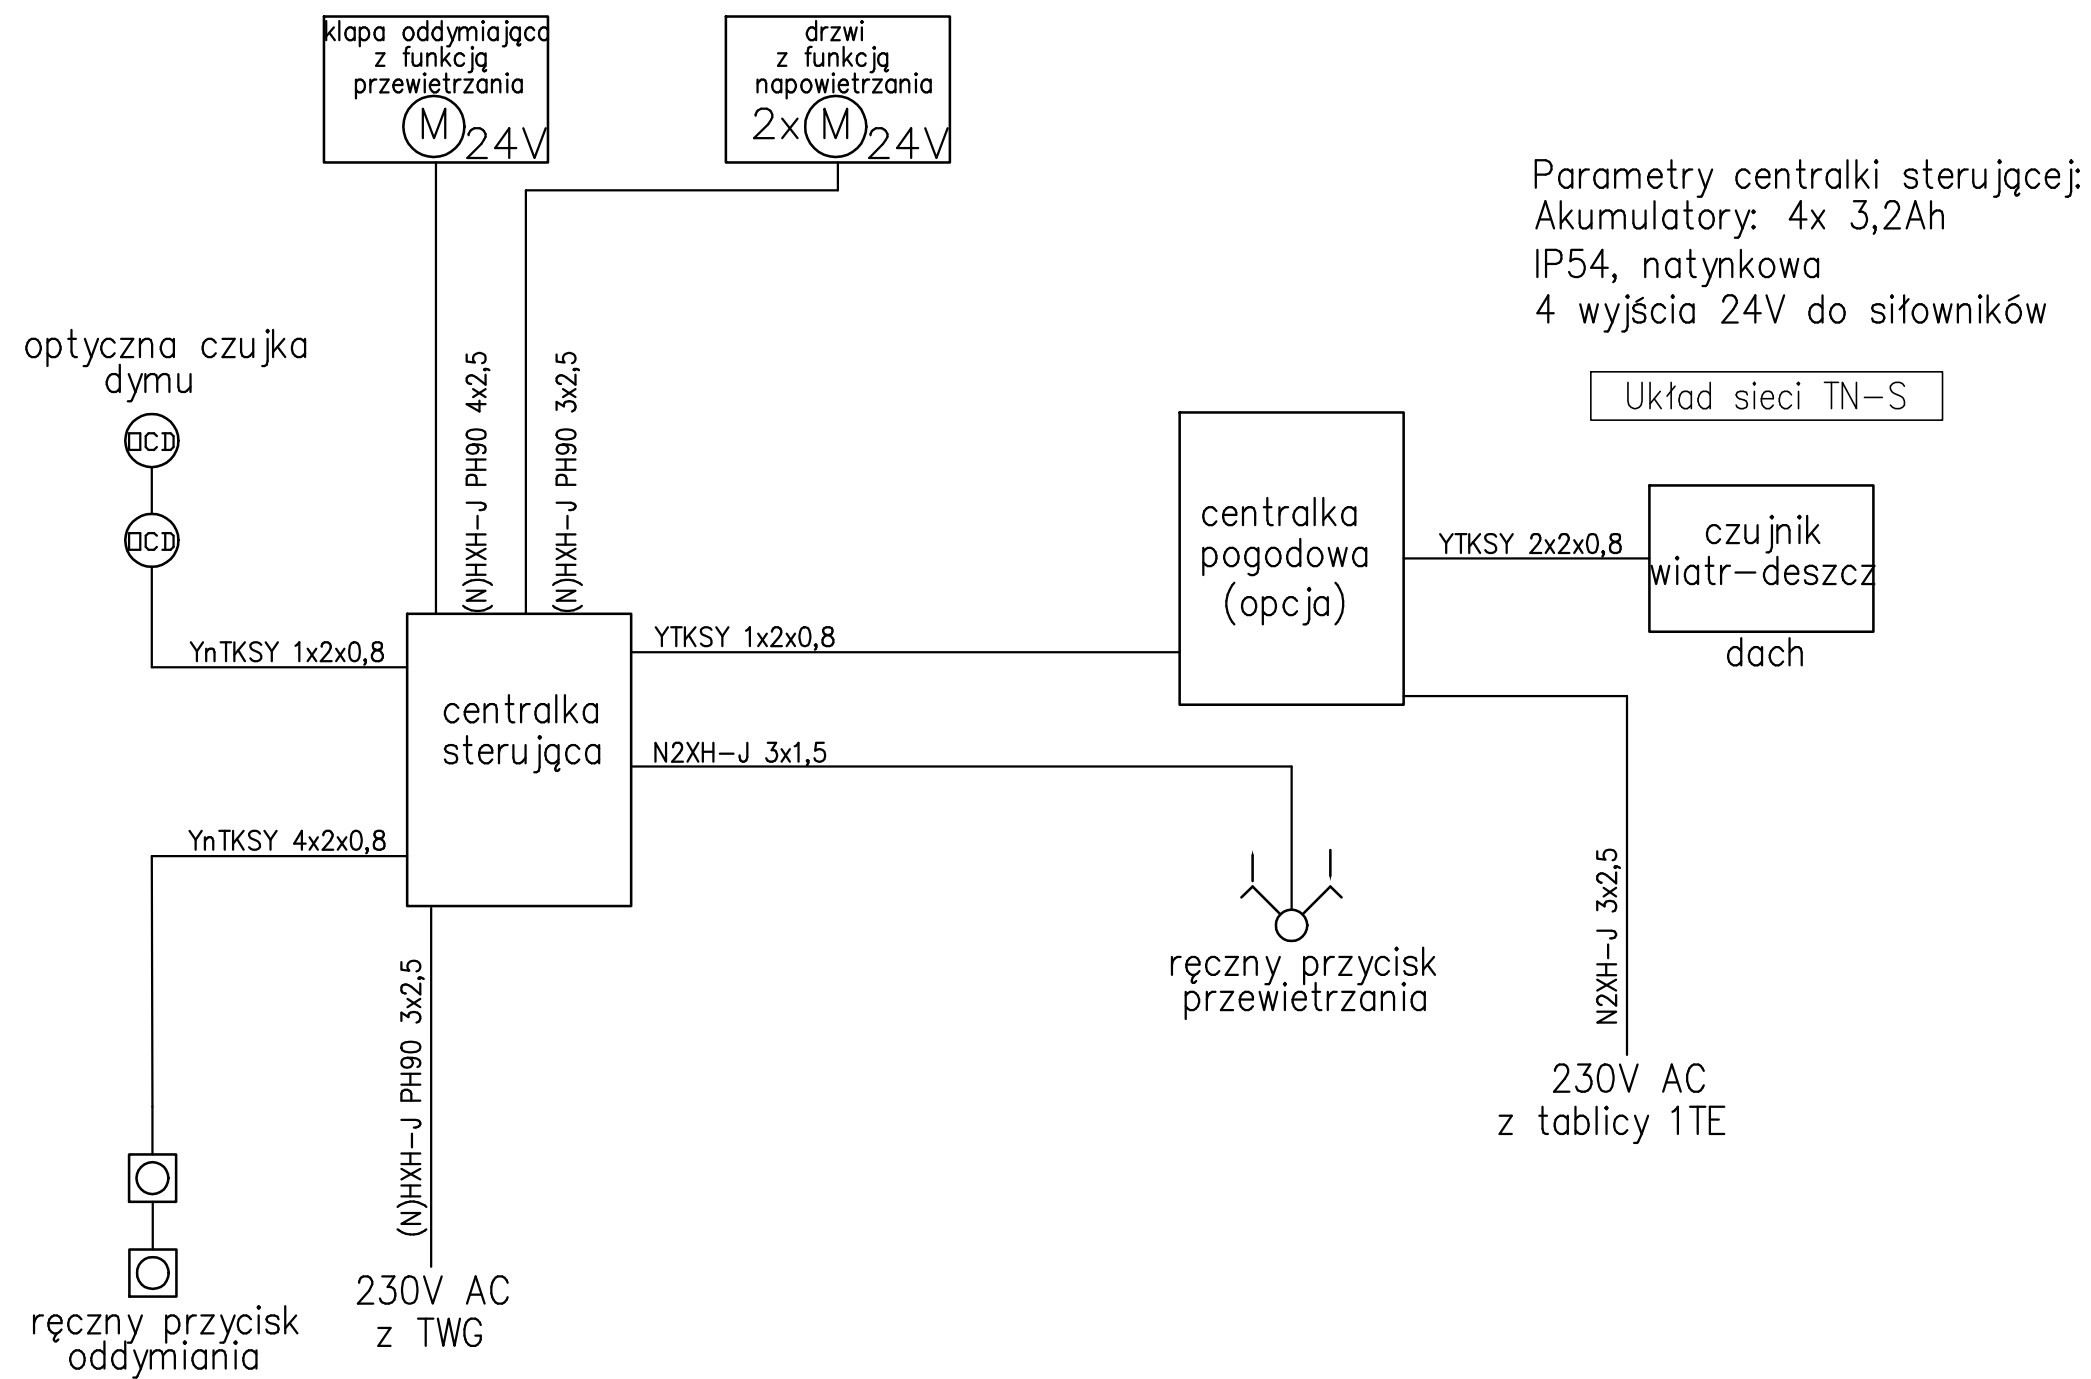 klapa oddymiająca
z funkcją
przewietrzania
M 24V
drzwi
z funkcją
napowietrzania
2x M 24V
Parametry centralki sterującej:
Akumulatory: 4x 3,2Ah
IP54, natynkowa
4 wyjścia 24V do siłowników
Układ sieci TN-S
optyczna czujka
dymu
OCD
OCD
(N)HXH-J PH90 4x2,5
(N)HXH-J PH90 3x2,5
centralka
pogodowa
(opcja)
YTKSY 2x2x0,8
czujnik
wiatr-deszcz
dach
YnTKSY 1x2x0,8
YTKSY 1x2x0,8
centralka
sterująca
N2XH-J 3x1,5
YnTKSY 4x2x0,8
(N)HXH-J PH90 3x2,5
ręczny przycisk
przewietrzania
N2XH-J 3x2,5
230V AC
z tablicy 1TE
230V AC
z TWG
ręczny przycisk
oddymiania